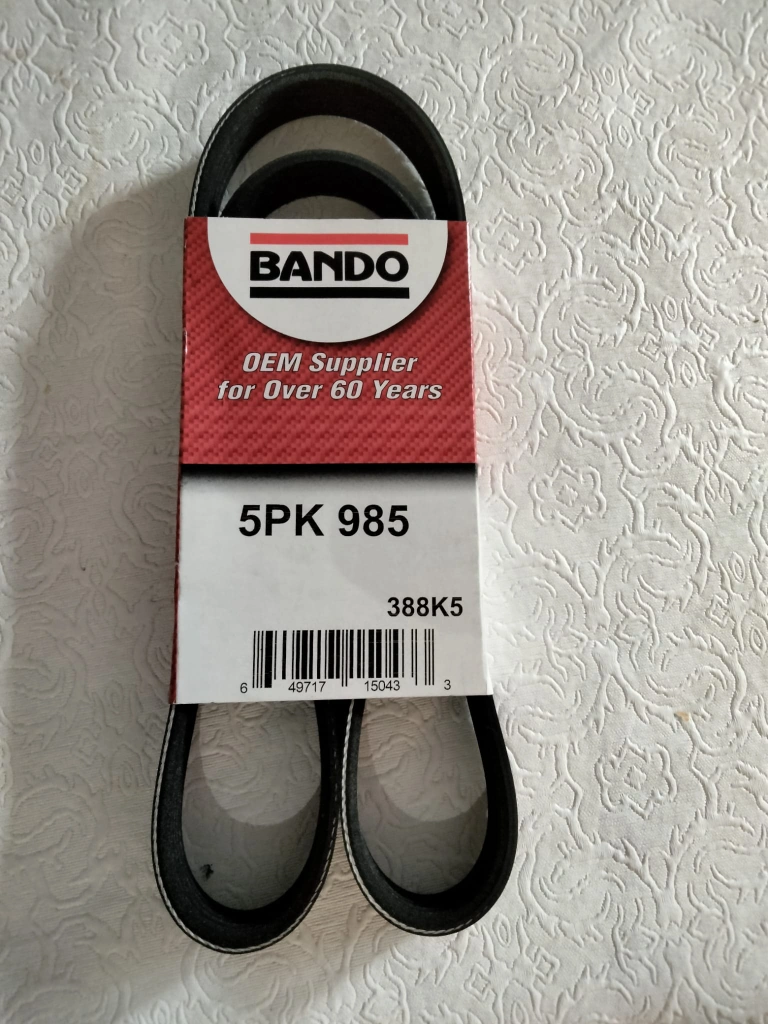 BANDO
OEM Supplier
for Over 60 Years
5PK 985
388K5
6 49717 15043 3